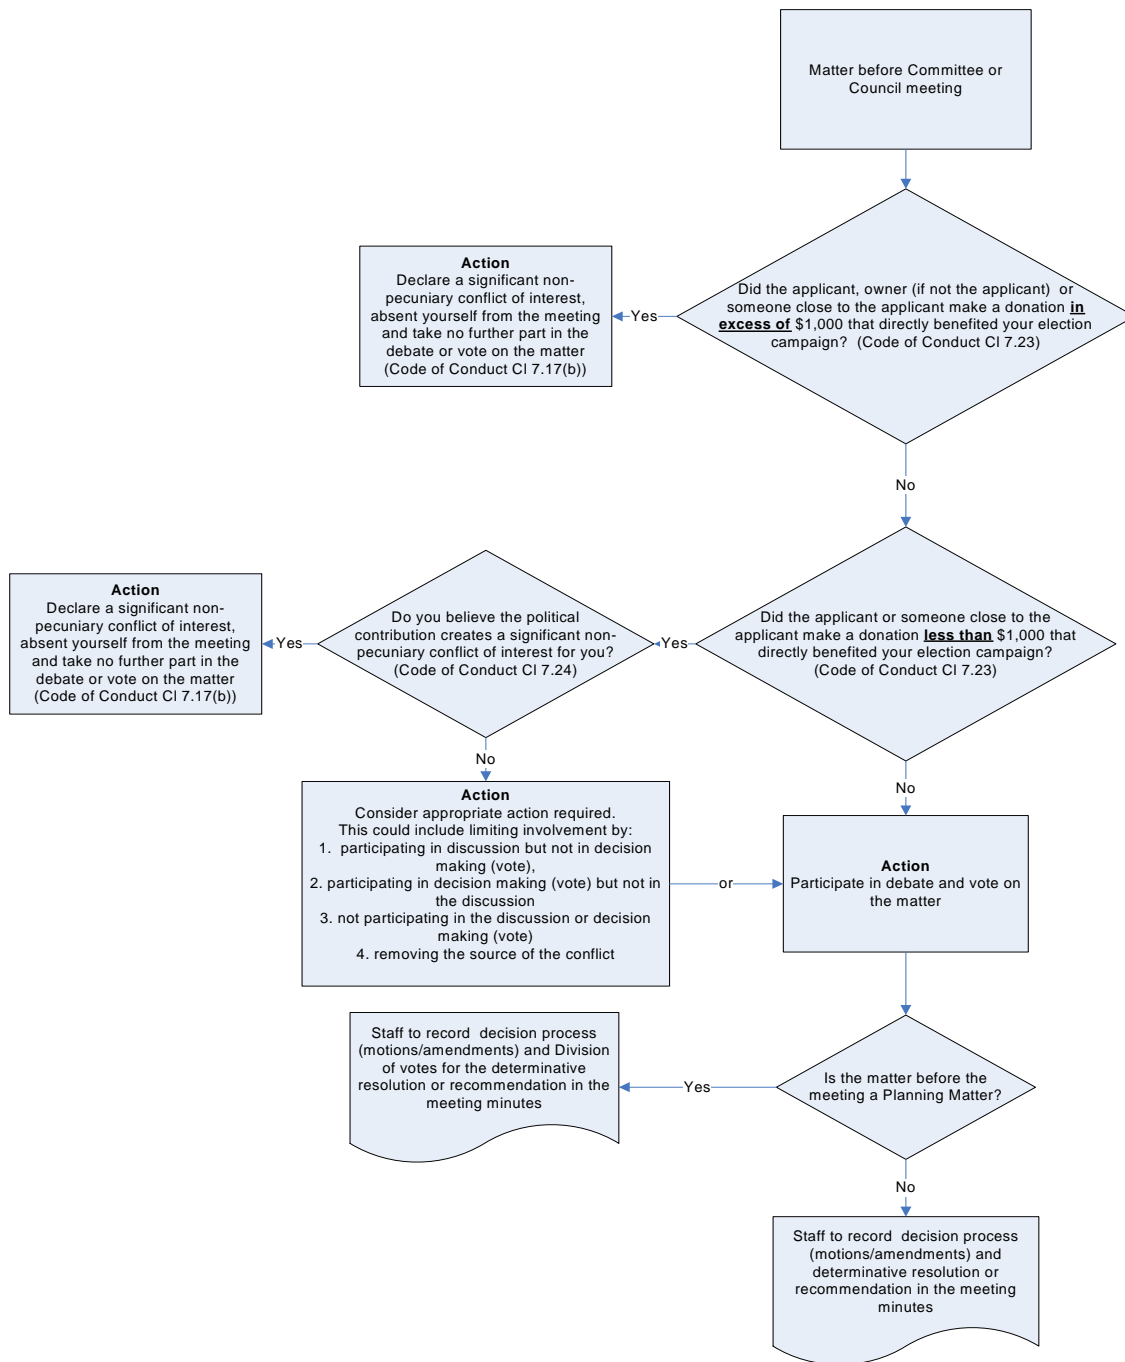 Matter before Committee or
Council meeting
Action
Declare a significant non-
pecuniary conflict of interest,
absent yourself from the meeting
and take no further part in the
debate or vote on the matter
(Code of Conduct Cl 7.17(b))
Yes
Did the applicant, owner (if not the applicant) or
someone close to the applicant make a donation in
excess of $1,000 that directly benefited your election
campaign? (Code of Conduct Cl 7.23)
No
Action
Declare a significant non-
pecuniary conflict of interest,
absent yourself from the meeting
and take no further part in the
debate or vote on the matter
(Code of Conduct Cl 7.17(b))
Yes
Do you believe the political
contribution creates a significant non-
pecuniary conflict of interest for you?
(Code of Conduct Cl 7.24)
Yes
Did the applicant or someone close to the
applicant make a donation less than $1,000 that
directly benefited your election campaign?
(Code of Conduct Cl 7.23)
No
No
Action
Consider appropriate action required.
This could include limiting involvement by:
1. participating in discussion but not in decision
making (vote),
2. participating in decision making (vote) but not in
the discussion
3. not participating in the discussion or decision
making (vote)
4. removing the source of the conflict
or
Action
Participate in debate and vote on
the matter
Staff to record decision process
(motions/amendments) and Division
of votes for the determinative
resolution or recommendation in the
meeting minutes
Yes
Is the matter before the
meeting a Planning Matter?
No
Staff to record decision process
(motions/amendments) and
determinative resolution or
recommendation in the meeting
minutes